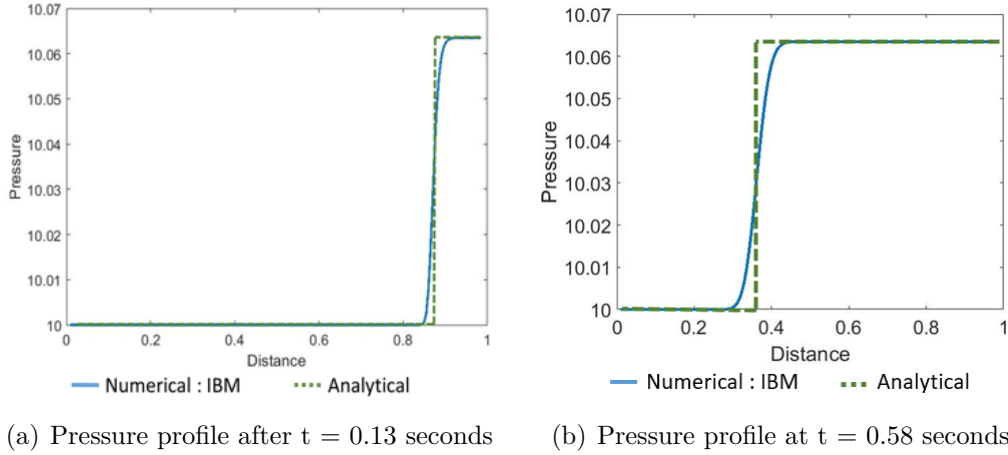 10.07
10.06
10.05
10.04
10.03
10.02
10.01
10
Pressure
0 0.2 0.4 0.6 0.8 1
Distance
Numerical : IBM Analytical
(a) Pressure profile after t = 0.13 seconds
10.07
10.06
10.05
10.04
10.03
10.02
10.01
10
Pressure
0 0.2 0.4 0.6 0.8 1
Distance
Numerical : IBM Analytical
(b) Pressure profile at t = 0.58 seconds